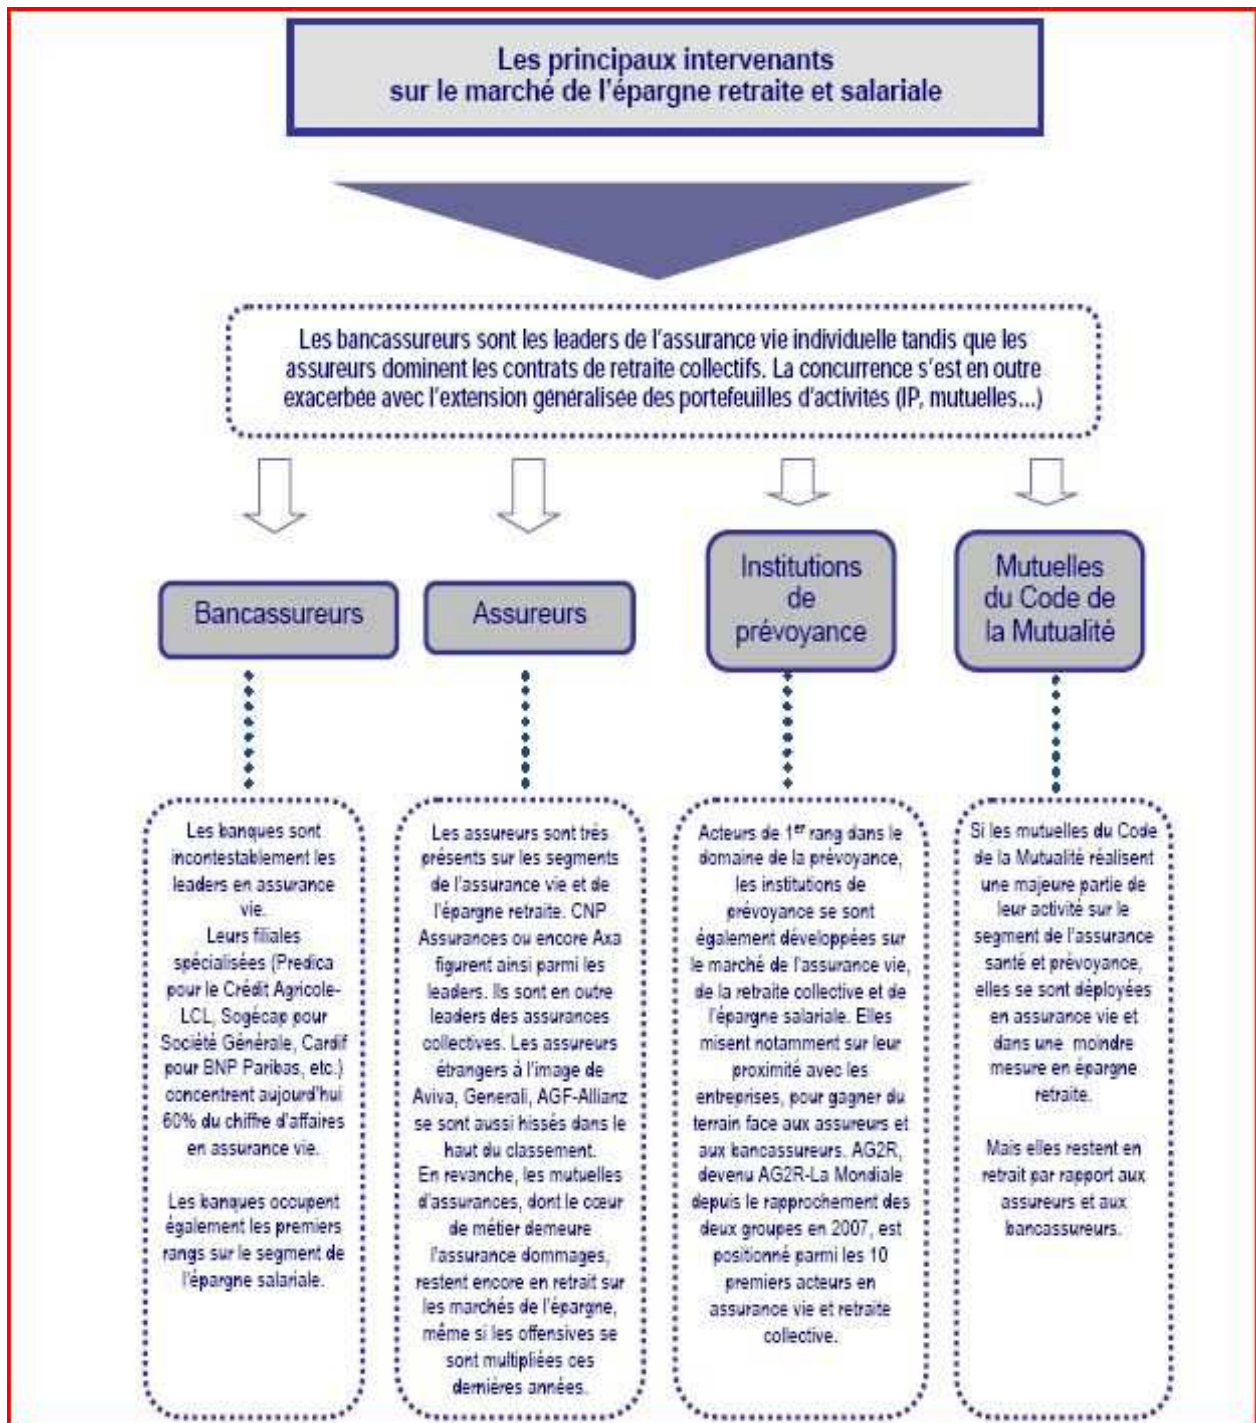 Les principaux intervenants
sur le marché de l'épargne retraite et salariale
Les bancassureurs sont les leaders de l'assurance vie individuelle tandis que les
assureurs dominent les contrats de retraite collectifs. La concurrence s'est en outre
exacerbée avec l'extension généralisée des portefeuilles d'activités (IP, mutuelles...)
Bancassureurs
Assureurs
Institutions
de
prévoyance
Mutuelles
du Code de
la Mutualité
Les banques sont
incontestablement les
leaders en assurance
vie.
Leurs filiales
spécialisées (Predica
pour le Crédit Agricole-
LCL, Sogécap pour
Société Générale, Cardif
pour BNP Paribas, etc.)
concentrent aujourd'hui
60% du chiffre d'affaires
en assurance vie.
Les banques occupent
également les premiers
rangs sur le segment de
l'épargne salariale.
Les assureurs sont très
présents sur les segments
de l'assurance vie et de
l'épargne retraite. CNP
Assurances ou encore Axa
figurent ainsi parmi les
leaders. Ils sont en outre
leaders des assurances
collectives. Les assureurs
étrangers à l'image de
Aviva, Generali, AGF-Allianz
se sont aussi hissés dans le
haut du classement.
En revanche, les mutuelles
d'assurances, dont le cœur
de métier demeure
l'assurance dommages,
restent encore en retrait sur
les marchés de l'épargne,
même si les offensives se
sont multipliées ces
dernières années.
Acteurs de 1er rang dans le
domaine de la prévoyance,
les institutions de
prévoyance se sont
également développées sur
le marché de l'assurance vie,
de la retraite collective et de
l'épargne salariale. Elles
misent notamment sur leur
proximité avec les
entreprises, pour gagner du
terrain face aux assureurs et
aux bancassureurs. AG2R,
devenu AG2R-La Mondiale
depuis le rapprochement des
deux groupes en 2007, est
positionné parmi les 10
premiers acteurs en
assurance vie et retraite
collective.
Si les mutuelles du Code
de la Mutualité réalisent
une majeure partie de
leur activité sur le
segment de l'assurance
santé et prévoyance,
elles se sont déployées
en assurance vie et
dans une moindre
mesure en épargne
retraite.
Mais elles restent en
retrait par rapport aux
assureurs et aux
bancassureurs.